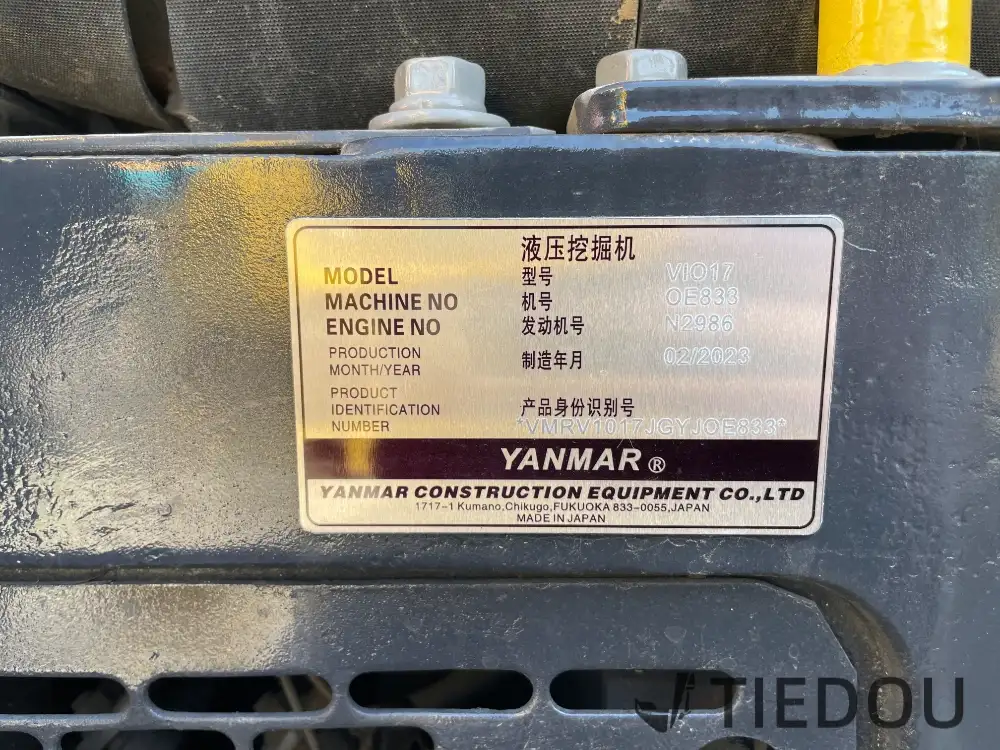 液压挖掘机
MODEL 型号 VIO17
MACHINE NO 机号 OE833
ENGINE NO 发动机号 N2986
PRODUCTION
MONTH/YEAR 制造年月 02/2023
PRODUCT
IDENTIFICATION 产品身份识别号
NUMBER *VMRV1017JGYJOE833*
YANMAR ®
YANMAR CONSTRUCTION EQUIPMENT CO.,LTD
1717-1 Kumano,Chikugo,FUKUOKA 833-0055,JAPAN
MADE IN JAPAN
TIEDOU